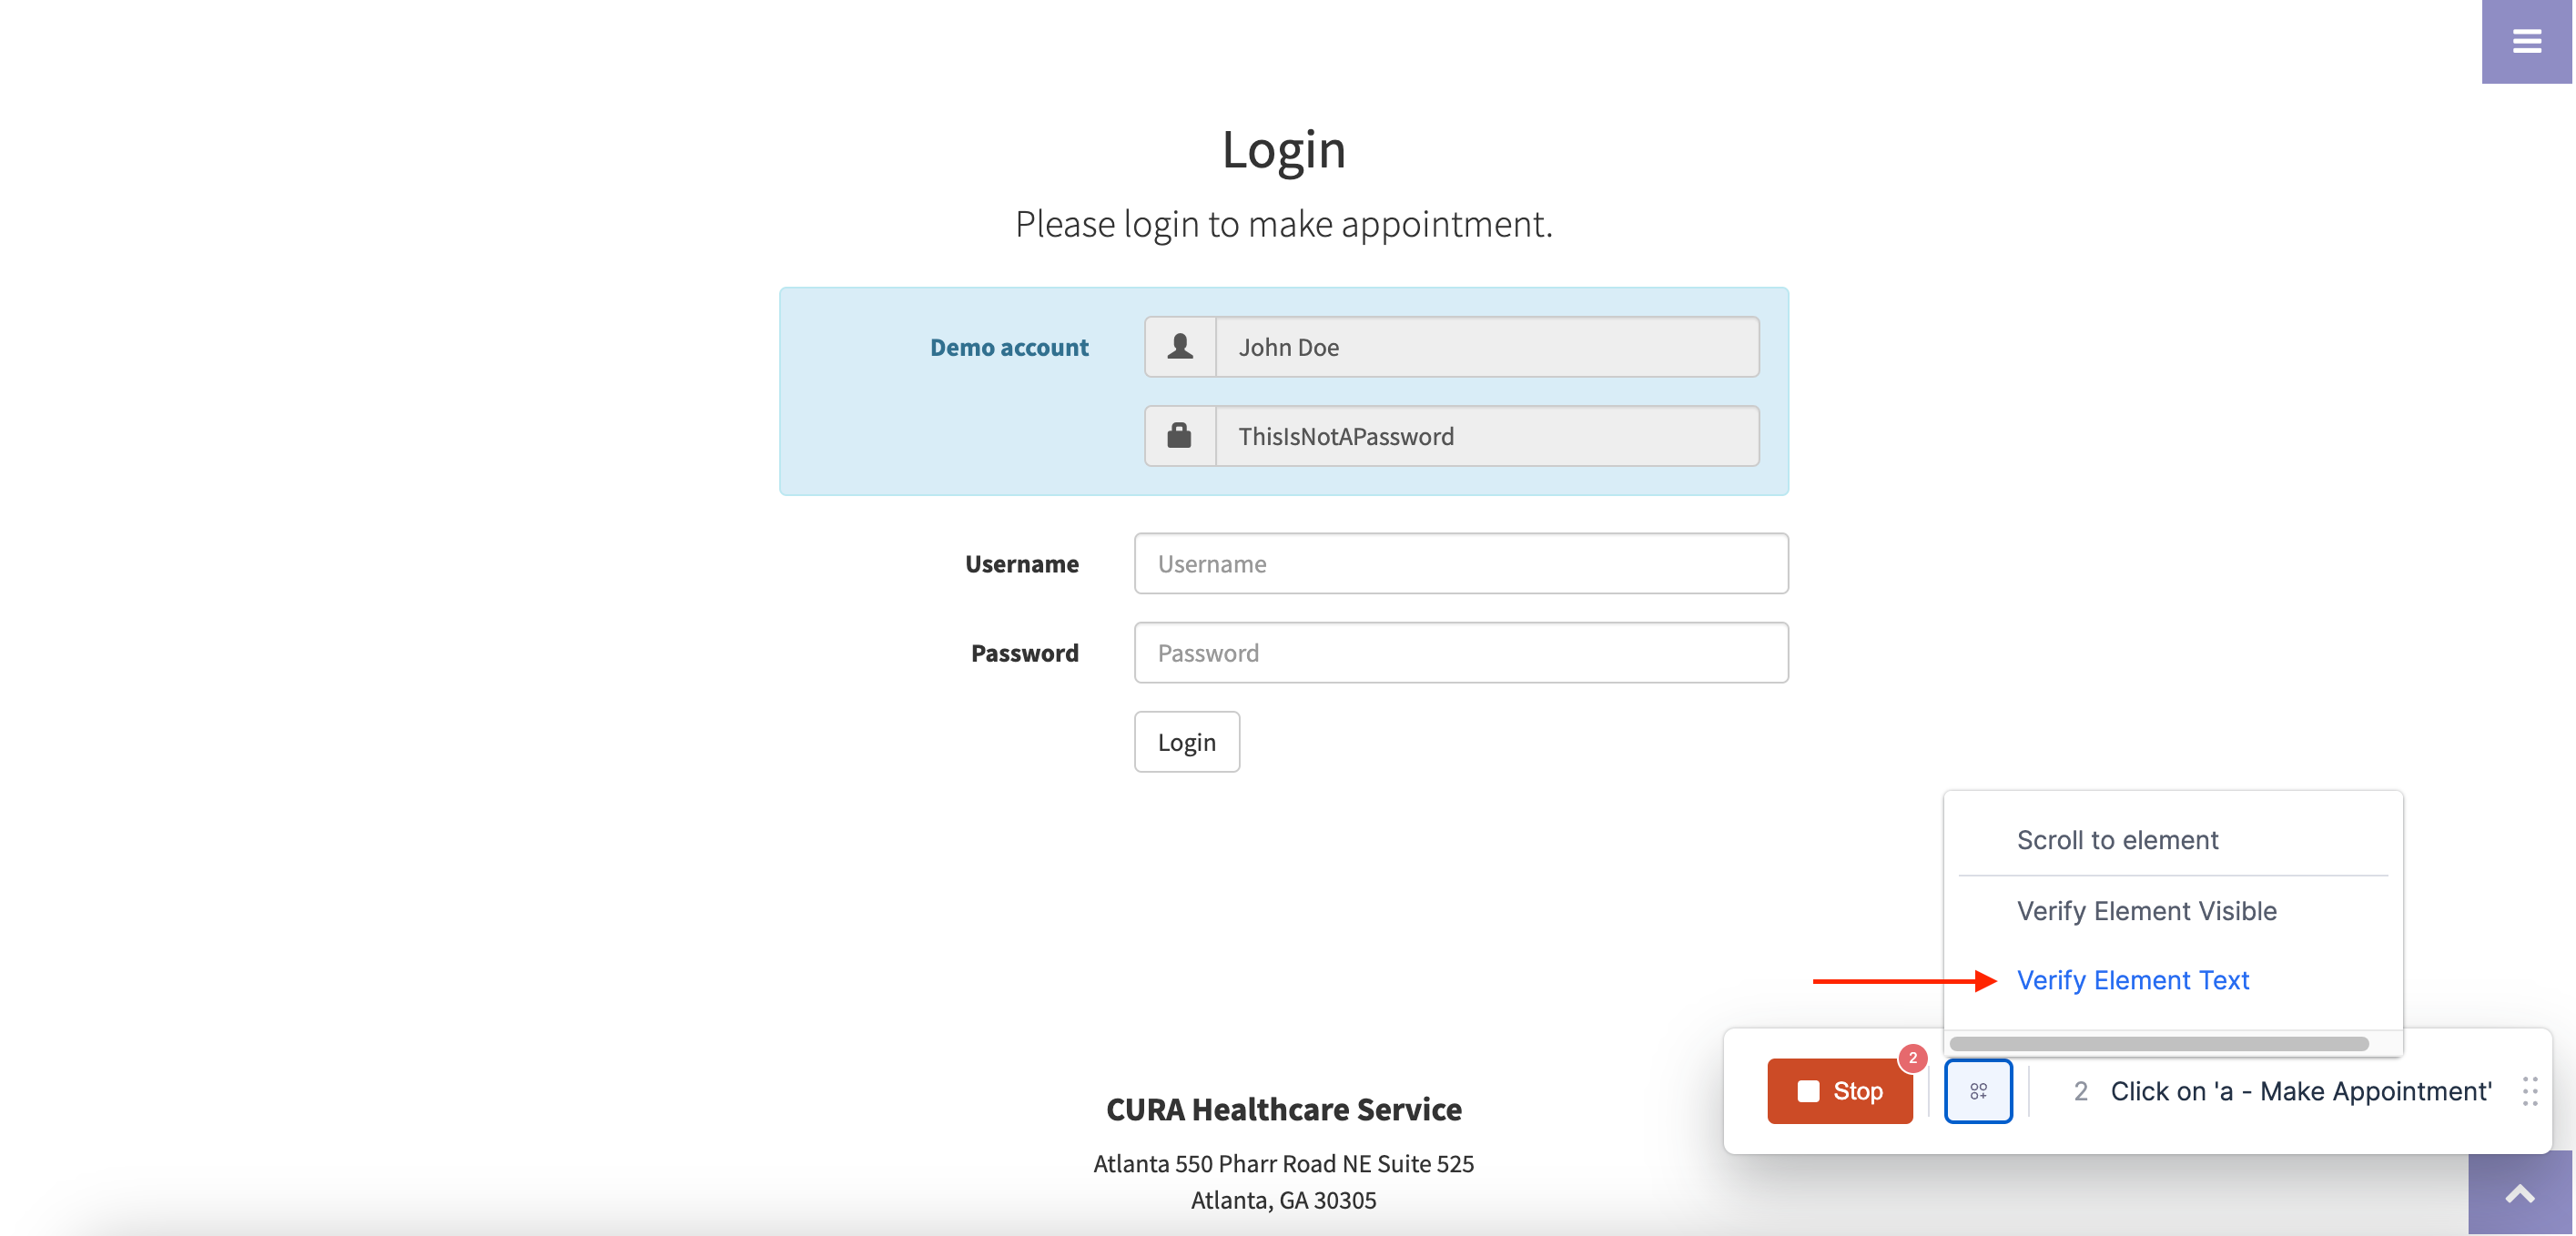 Login
Please login to make appointment.
Demo account
John Doe
ThisIsNotAPassword
Username
Username
Password
Password
Login
Scroll to element
Verify Element Visible
Verify Element Text
Stop
2
2 Click on 'a - Make Appointment'
CURA Healthcare Service
Atlanta 550 Pharr Road NE Suite 525
Atlanta, GA 30305